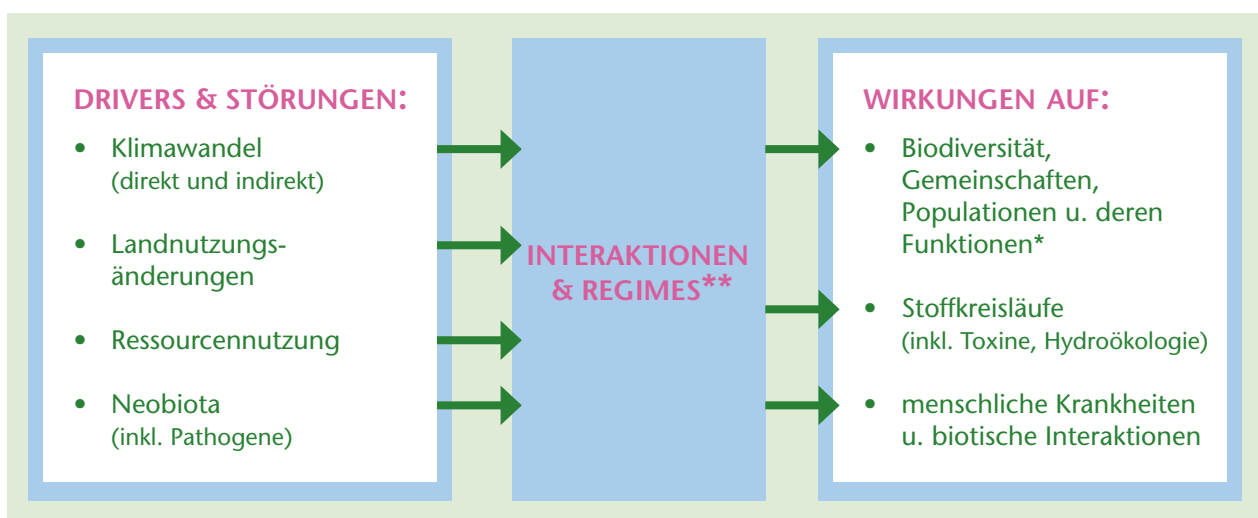 DRIVERS & STÖRUNGEN:
• Klimawandel
(direkt und indirekt)
• Landnutzungs-
änderungen
• Ressourcennutzung
• Neobiota
(inkl. Pathogene)
INTERAKTIONEN
& REGIMES**
WIRKUNGEN AUF:
• Biodiversität,
Gemeinschaften,
Populationen u. deren
Funktionen*
• Stoffkreisläufe
(inkl. Toxine, Hydroökologie)
• menschliche Krankheiten
u. biotische Interaktionen